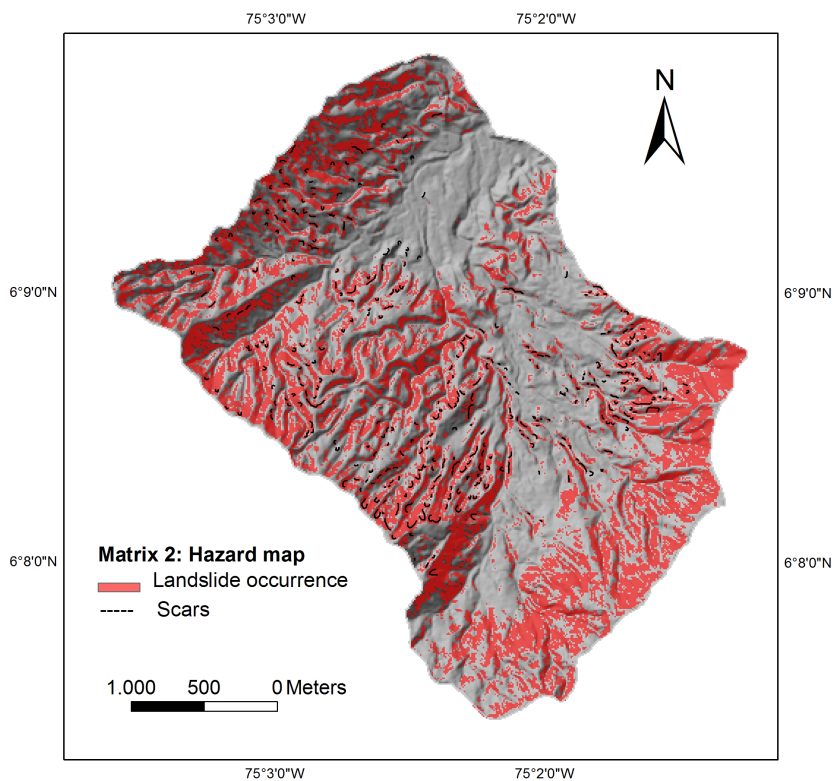 75°3'0"W 75°2'0"W
N
6°9'0"N 6°9'0"N
6°8'0"N 6°8'0"N
Matrix 2: Hazard map
Landslide occurrence
Scars
1.000 500 0 Meters
75°3'0"W 75°2'0"W